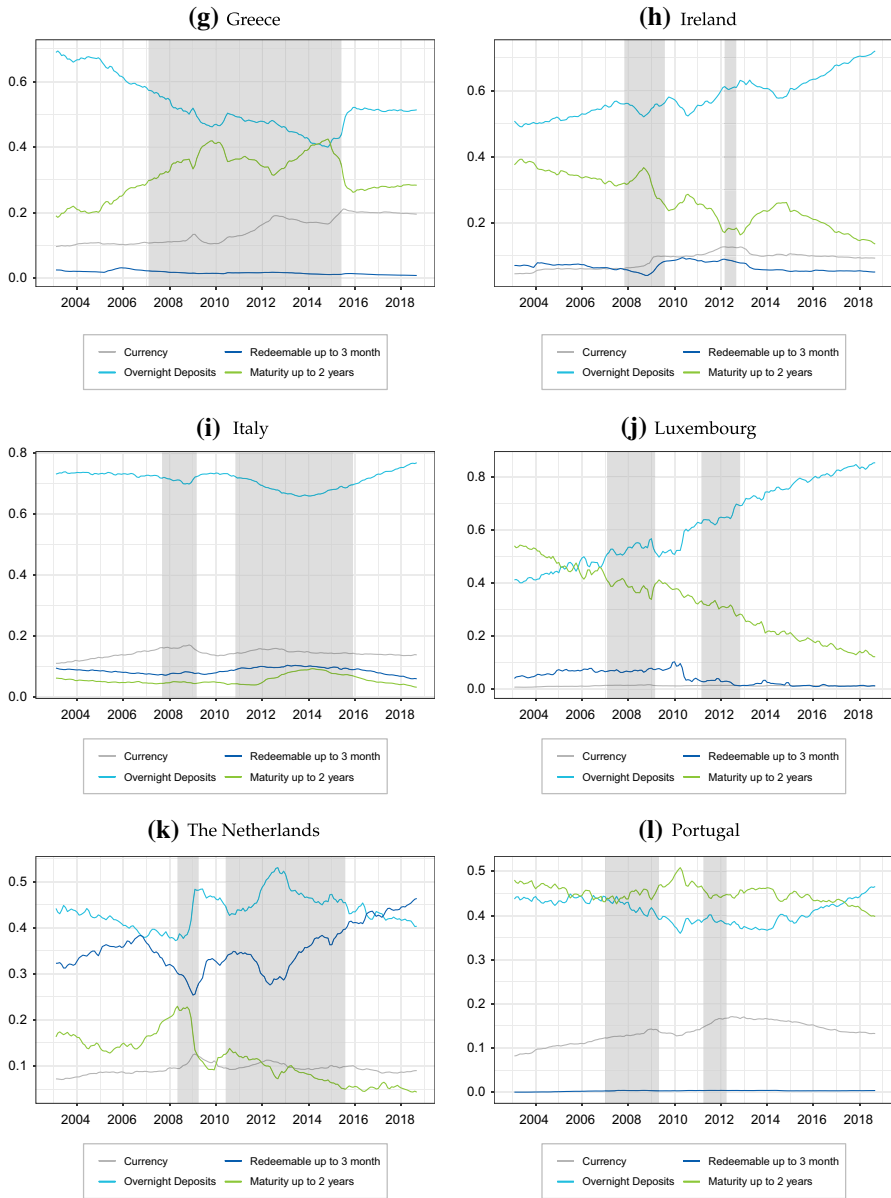 (g) Greece
0.6
0.4
0.2
0.0
2004 2006 2008 2010 2012 2014 2016 2018
Currency
Redeemable up to 3 month
Overnight Deposits
Maturity up to 2 years
(h) Ireland
0.6
0.4
0.2
2004 2006 2008 2010 2012 2014 2016 2018
Currency
Redeemable up to 3 month
Overnight Deposits
Maturity up to 2 years
(i) Italy
0.8
0.6
0.4
0.2
0.0
2004 2006 2008 2010 2012 2014 2016 2018
Currency
Redeemable up to 3 month
Overnight Deposits
Maturity up to 2 years
(j) Luxembourg
0.8
0.6
0.4
0.2
0.0
2004 2006 2008 2010 2012 2014 2016 2018
Currency
Redeemable up to 3 month
Overnight Deposits
Maturity up to 2 years
(k) The Netherlands
0.5
0.4
0.3
0.2
0.1
2004 2006 2008 2010 2012 2014 2016 2018
Currency
Redeemable up to 3 month
Overnight Deposits
Maturity up to 2 years
(l) Portugal
0.5
0.4
0.3
0.2
0.1
0.0
2004 2006 2008 2010 2012 2014 2016 2018
Currency
Redeemable up to 3 month
Overnight Deposits
Maturity up to 2 years